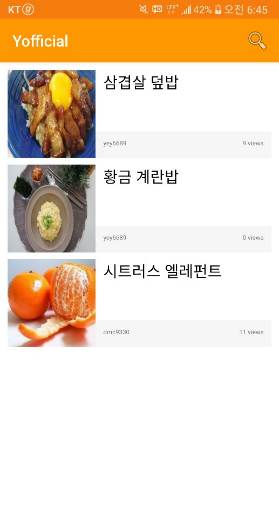 KT 42% 오전 6:45
Yofficial
삼겹살 덮밥
yey6689 9 views
황금 계란밥
yey6689 0 views
시트러스 엘레펀트
11 views